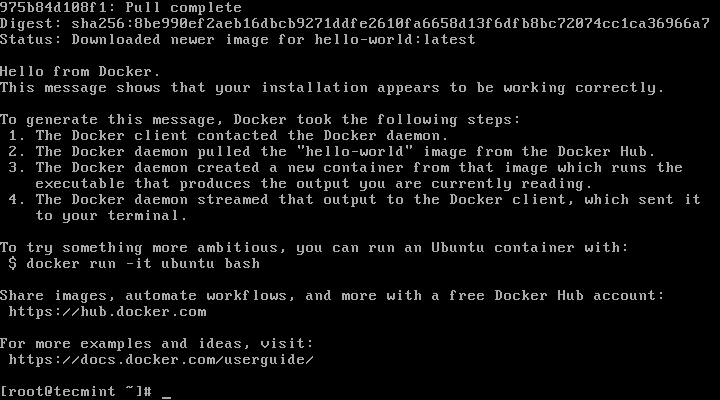 975b84d108f1: Pull complete
Digest: sha256:8be990ef2aeb16dbcb9271ddfe2610fa6658d13f6dfb8bc72074cc1ca36966a7
Status: Downloaded newer image for hello-world:latest

Hello from Docker.
This message shows that your installation appears to be working correctly.

To generate this message, Docker took the following steps:
 1. The Docker client contacted the Docker daemon.
 2. The Docker daemon pulled the "hello-world" image from the Docker Hub.
 3. The Docker daemon created a new container from that image which runs the
    executable that produces the output you are currently reading.
 4. The Docker daemon streamed that output to the Docker client, which sent it
    to your terminal.

To try something more ambitious, you can run an Ubuntu container with:
 $ docker run -it ubuntu bash

Share images, automate workflows, and more with a free Docker Hub account:
 https://hub.docker.com

For more examples and ideas, visit:
 https://docs.docker.com/userguide/

[root@tecmint ~]# _